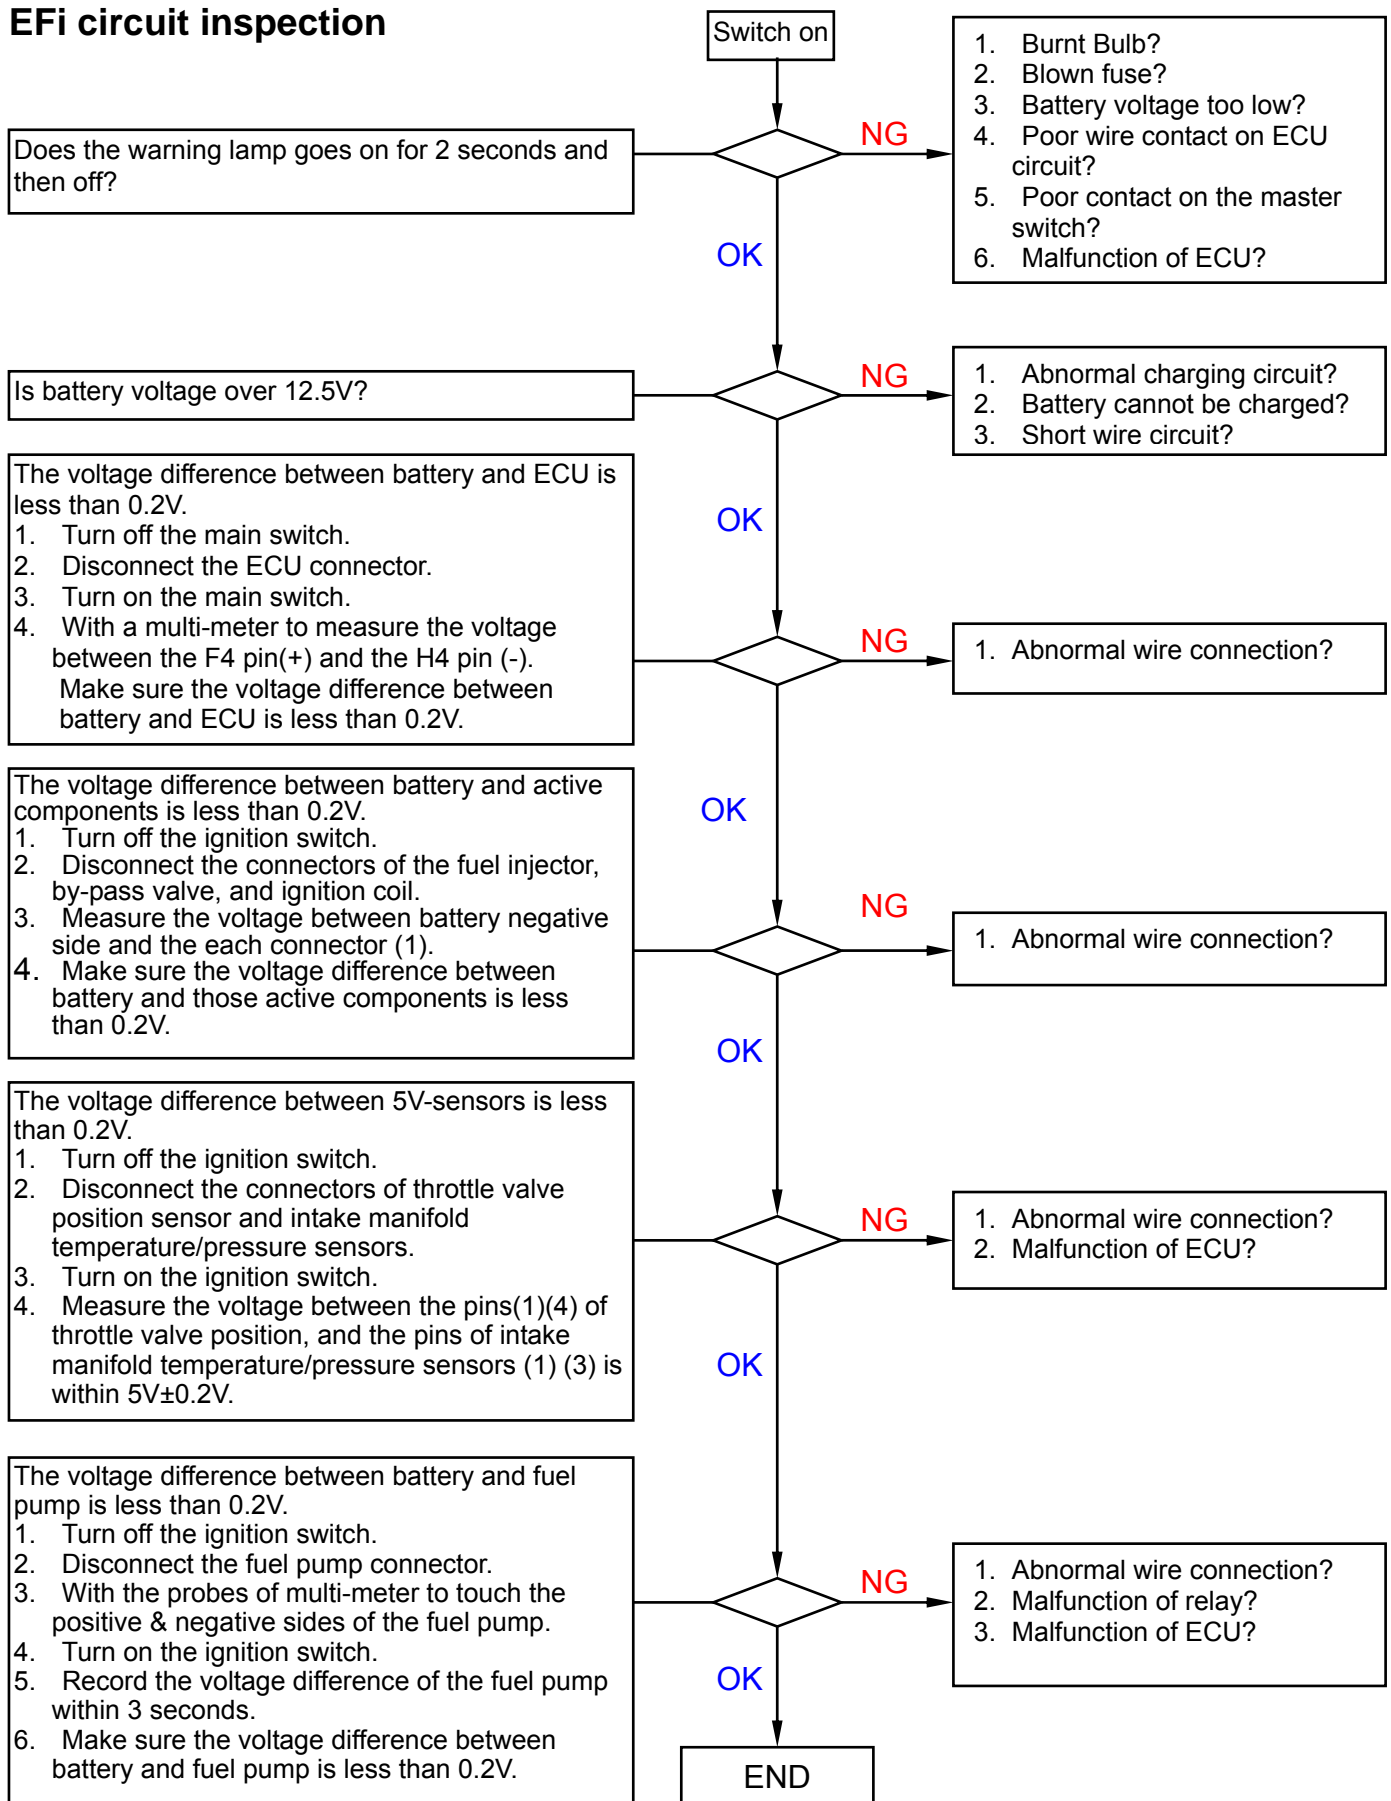 EFi circuit inspection
Switch on
Does the warning lamp goes on for 2 seconds and
then off?
NG
1. Burnt Bulb?
2. Blown fuse?
3. Battery voltage too low?
4. Poor wire contact on ECU
circuit?
5. Poor contact on the master
switch?
6. Malfunction of ECU?
OK
Is battery voltage over 12.5V?
NG
1. Abnormal charging circuit?
2. Battery cannot be charged?
3. Short wire circuit?
OK
The voltage difference between battery and ECU is
less than 0.2V.
1. Turn off the main switch.
2. Disconnect the ECU connector.
3. Turn on the main switch.
4. With a multi-meter to measure the voltage
between the F4 pin(+) and the H4 pin (-).
Make sure the voltage difference between
battery and ECU is less than 0.2V.
NG
1. Abnormal wire connection?
OK
The voltage difference between battery and active
components is less than 0.2V.
1. Turn off the ignition switch.
2. Disconnect the connectors of the fuel injector,
by-pass valve, and ignition coil.
3. Measure the voltage between battery negative
side and the each connector (1).
4. Make sure the voltage difference between
battery and those active components is less
than 0.2V.
NG
1. Abnormal wire connection?
OK
The voltage difference between 5V-sensors is less
than 0.2V.
1. Turn off the ignition switch.
2. Disconnect the connectors of throttle valve
position sensor and intake manifold
temperature/pressure sensors.
3. Turn on the ignition switch.
4. Measure the voltage between the pins(1)(4) of
throttle valve position, and the pins of intake
manifold temperature/pressure sensors (1) (3) is
within 5V±0.2V.
NG
1. Abnormal wire connection?
2. Malfunction of ECU?
OK
The voltage difference between battery and fuel
pump is less than 0.2V.
1. Turn off the ignition switch.
2. Disconnect the fuel pump connector.
3. With the probes of multi-meter to touch the
positive & negative sides of the fuel pump.
4. Turn on the ignition switch.
5. Record the voltage difference of the fuel pump
within 3 seconds.
6. Make sure the voltage difference between
battery and fuel pump is less than 0.2V.
NG
1. Abnormal wire connection?
2. Malfunction of relay?
3. Malfunction of ECU?
OK
END